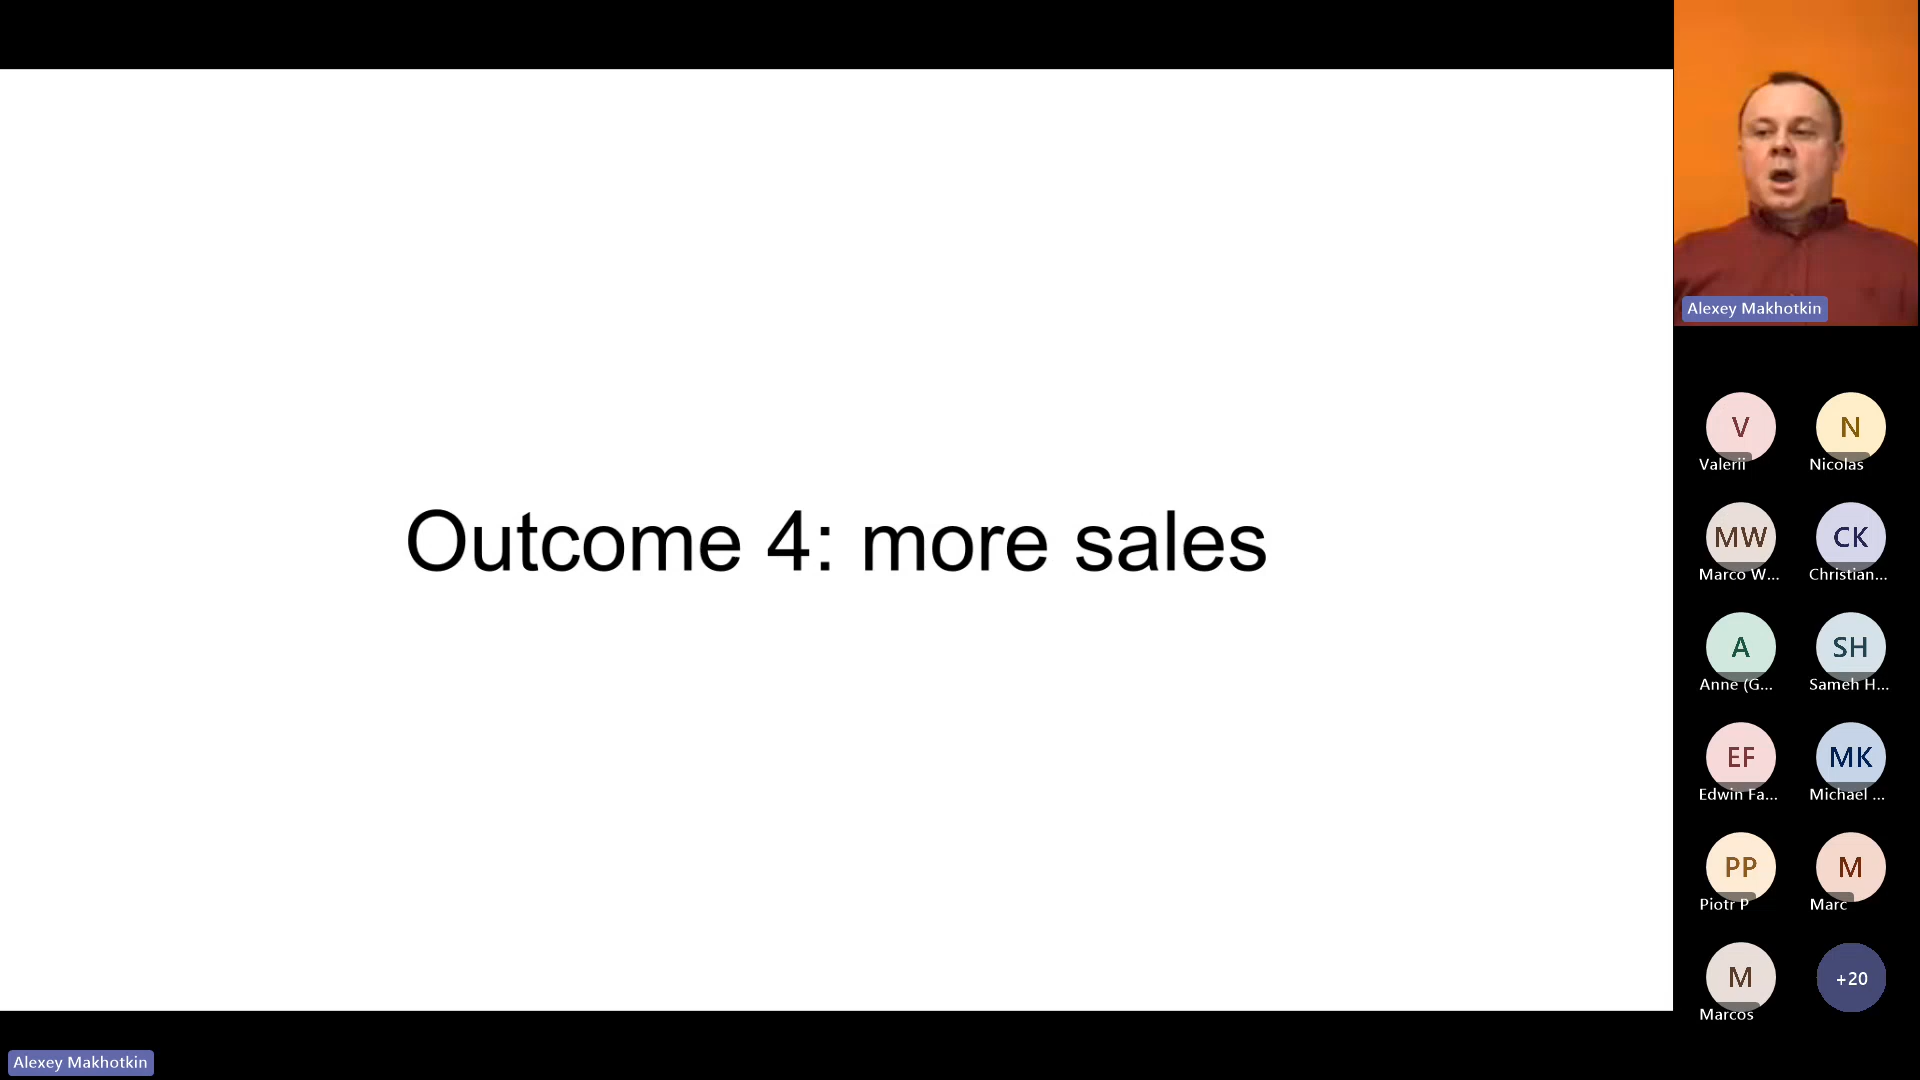 Outcome 4: more sales
Alexey Makhotkin
V
N
Valerii
Nicolas
MW
CK
Marco W...
Christian...
A
SH
Anne (G...
Sameh H...
EF
MK
Edwin Fa...
Michael ...
PP
M
Piotr P
Marc
M
+20
Marcos
Alexey Makhotkin